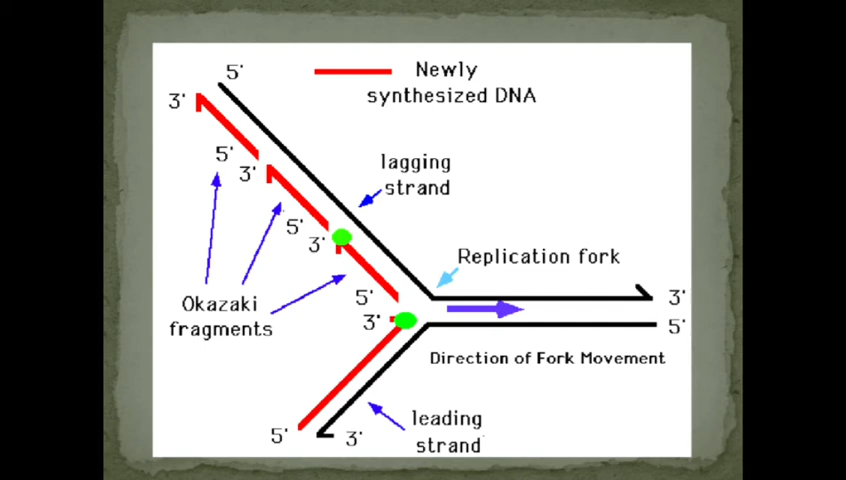 5'
Newly
synthesized DNA
3'
5'
3'
lagging
strand
5'
3'
Replication fork
Okazaki
fragments
5'
3'
3'
5'
Direction of Fork Movement
leading
strand
5'
3'